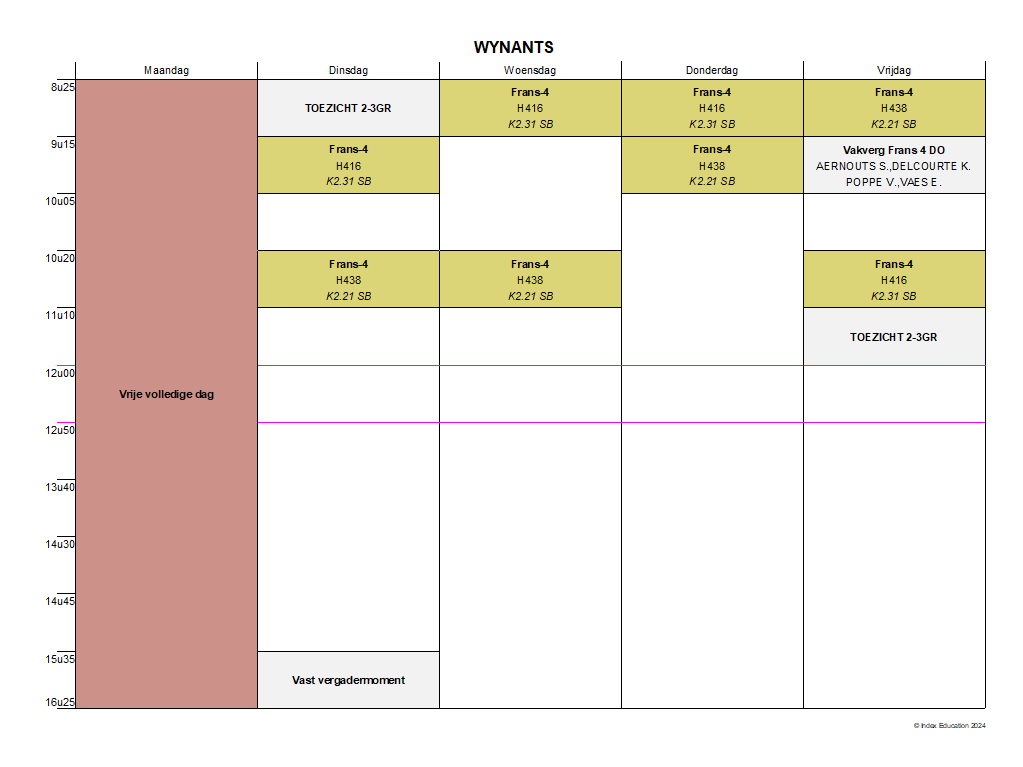 WYNANTS
Maandag
Dinsdag
Woensdag
Donderdag
Vrijdag
8u25
9u15
10u05
10u20
11u10
12u00
12u50
13u40
14u30
14u45
15u35
16u25
Vrije volledige dag
TOEZICHT 2-3GR
Frans-4
H416
K2.31 SB
Frans-4
H438
K2.21 SB
Vast vergadermoment
Frans-4
H416
K2.31 SB
Frans-4
H438
K2.21 SB
Frans-4
H416
K2.31 SB
Frans-4
H438
K2.21 SB
Frans-4
H438
K2.21 SB
Vakverg Frans 4 DO
AERNOUTS S.,DELCOURTE K.
POPPE V.,VAES E.
Frans-4
H416
K2.31 SB
TOEZICHT 2-3GR
© Index Education 2024